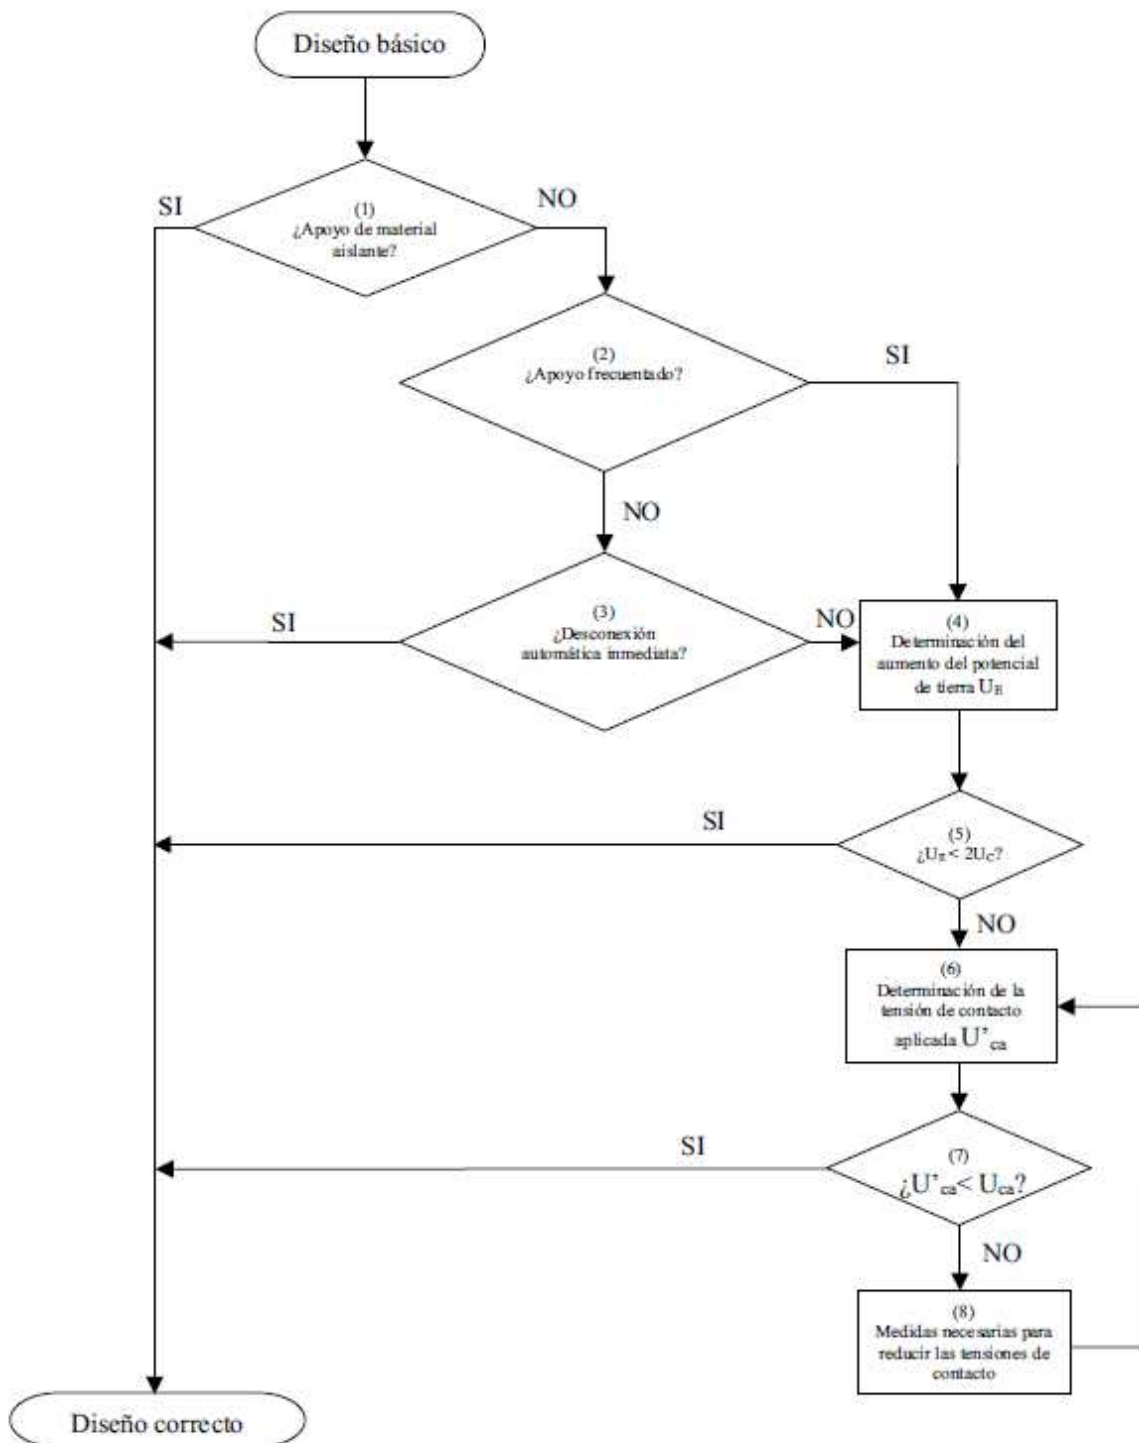 Diseño básico
SI
NO
(1)
¿Apoyo de material
aislante?
(2)
¿Apoyo frecuentado?
SI
NO
SI
(3)
¿Desconexión
automática inmediata?
NO
(4)
Determinación del
aumento del potencial
de tierra UE
SI
(5)
¿UE < 2UC?
NO
(6)
Determinación de la
tensión de contacto
aplicada U’ca
SI
(7)
¿U’ca< Uca?
NO
(8)
Medidas necesarias para
reducir las tensiones de
contacto
Diseño correcto